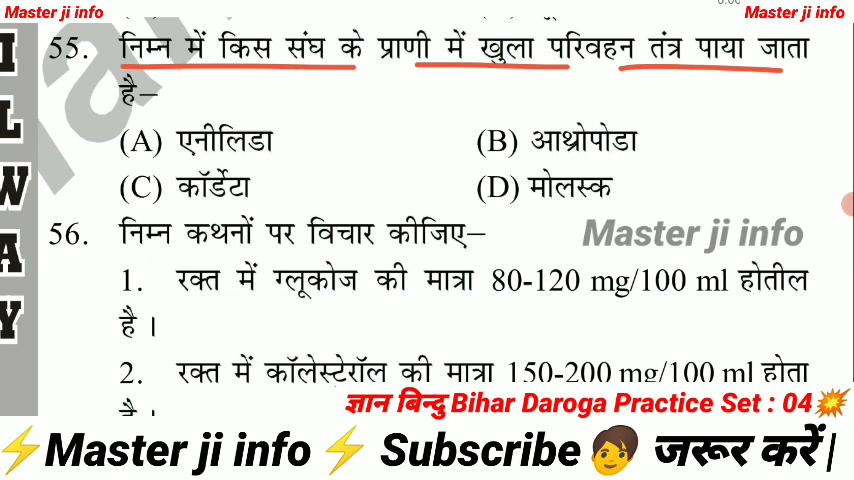 Master ji info
Master ji info
55. निम्न में किस संघ के प्राणी में खुला परिवहन तंत्र पाया जाता
है–
(A) एनीलिडा
(B) आथ्रोपोडा
(C) कॉर्डेटा
(D) मोलस्क
56. निम्न कथनों पर विचार कीजिए–
Master ji info
1. रक्त में ग्लूकोज की मात्रा 80-120 mg/100 ml होतील
है ।
2. रक्त में कॉलेस्टेरॉल की मात्रा 150-200 mg/100 ml होता
है ।
I
L
W
A
Y
ज्ञान बिन्दु Bihar Daroga Practice Set : 04💥
⚡Master ji info ⚡ Subscribe 🧑 जरूर करें |